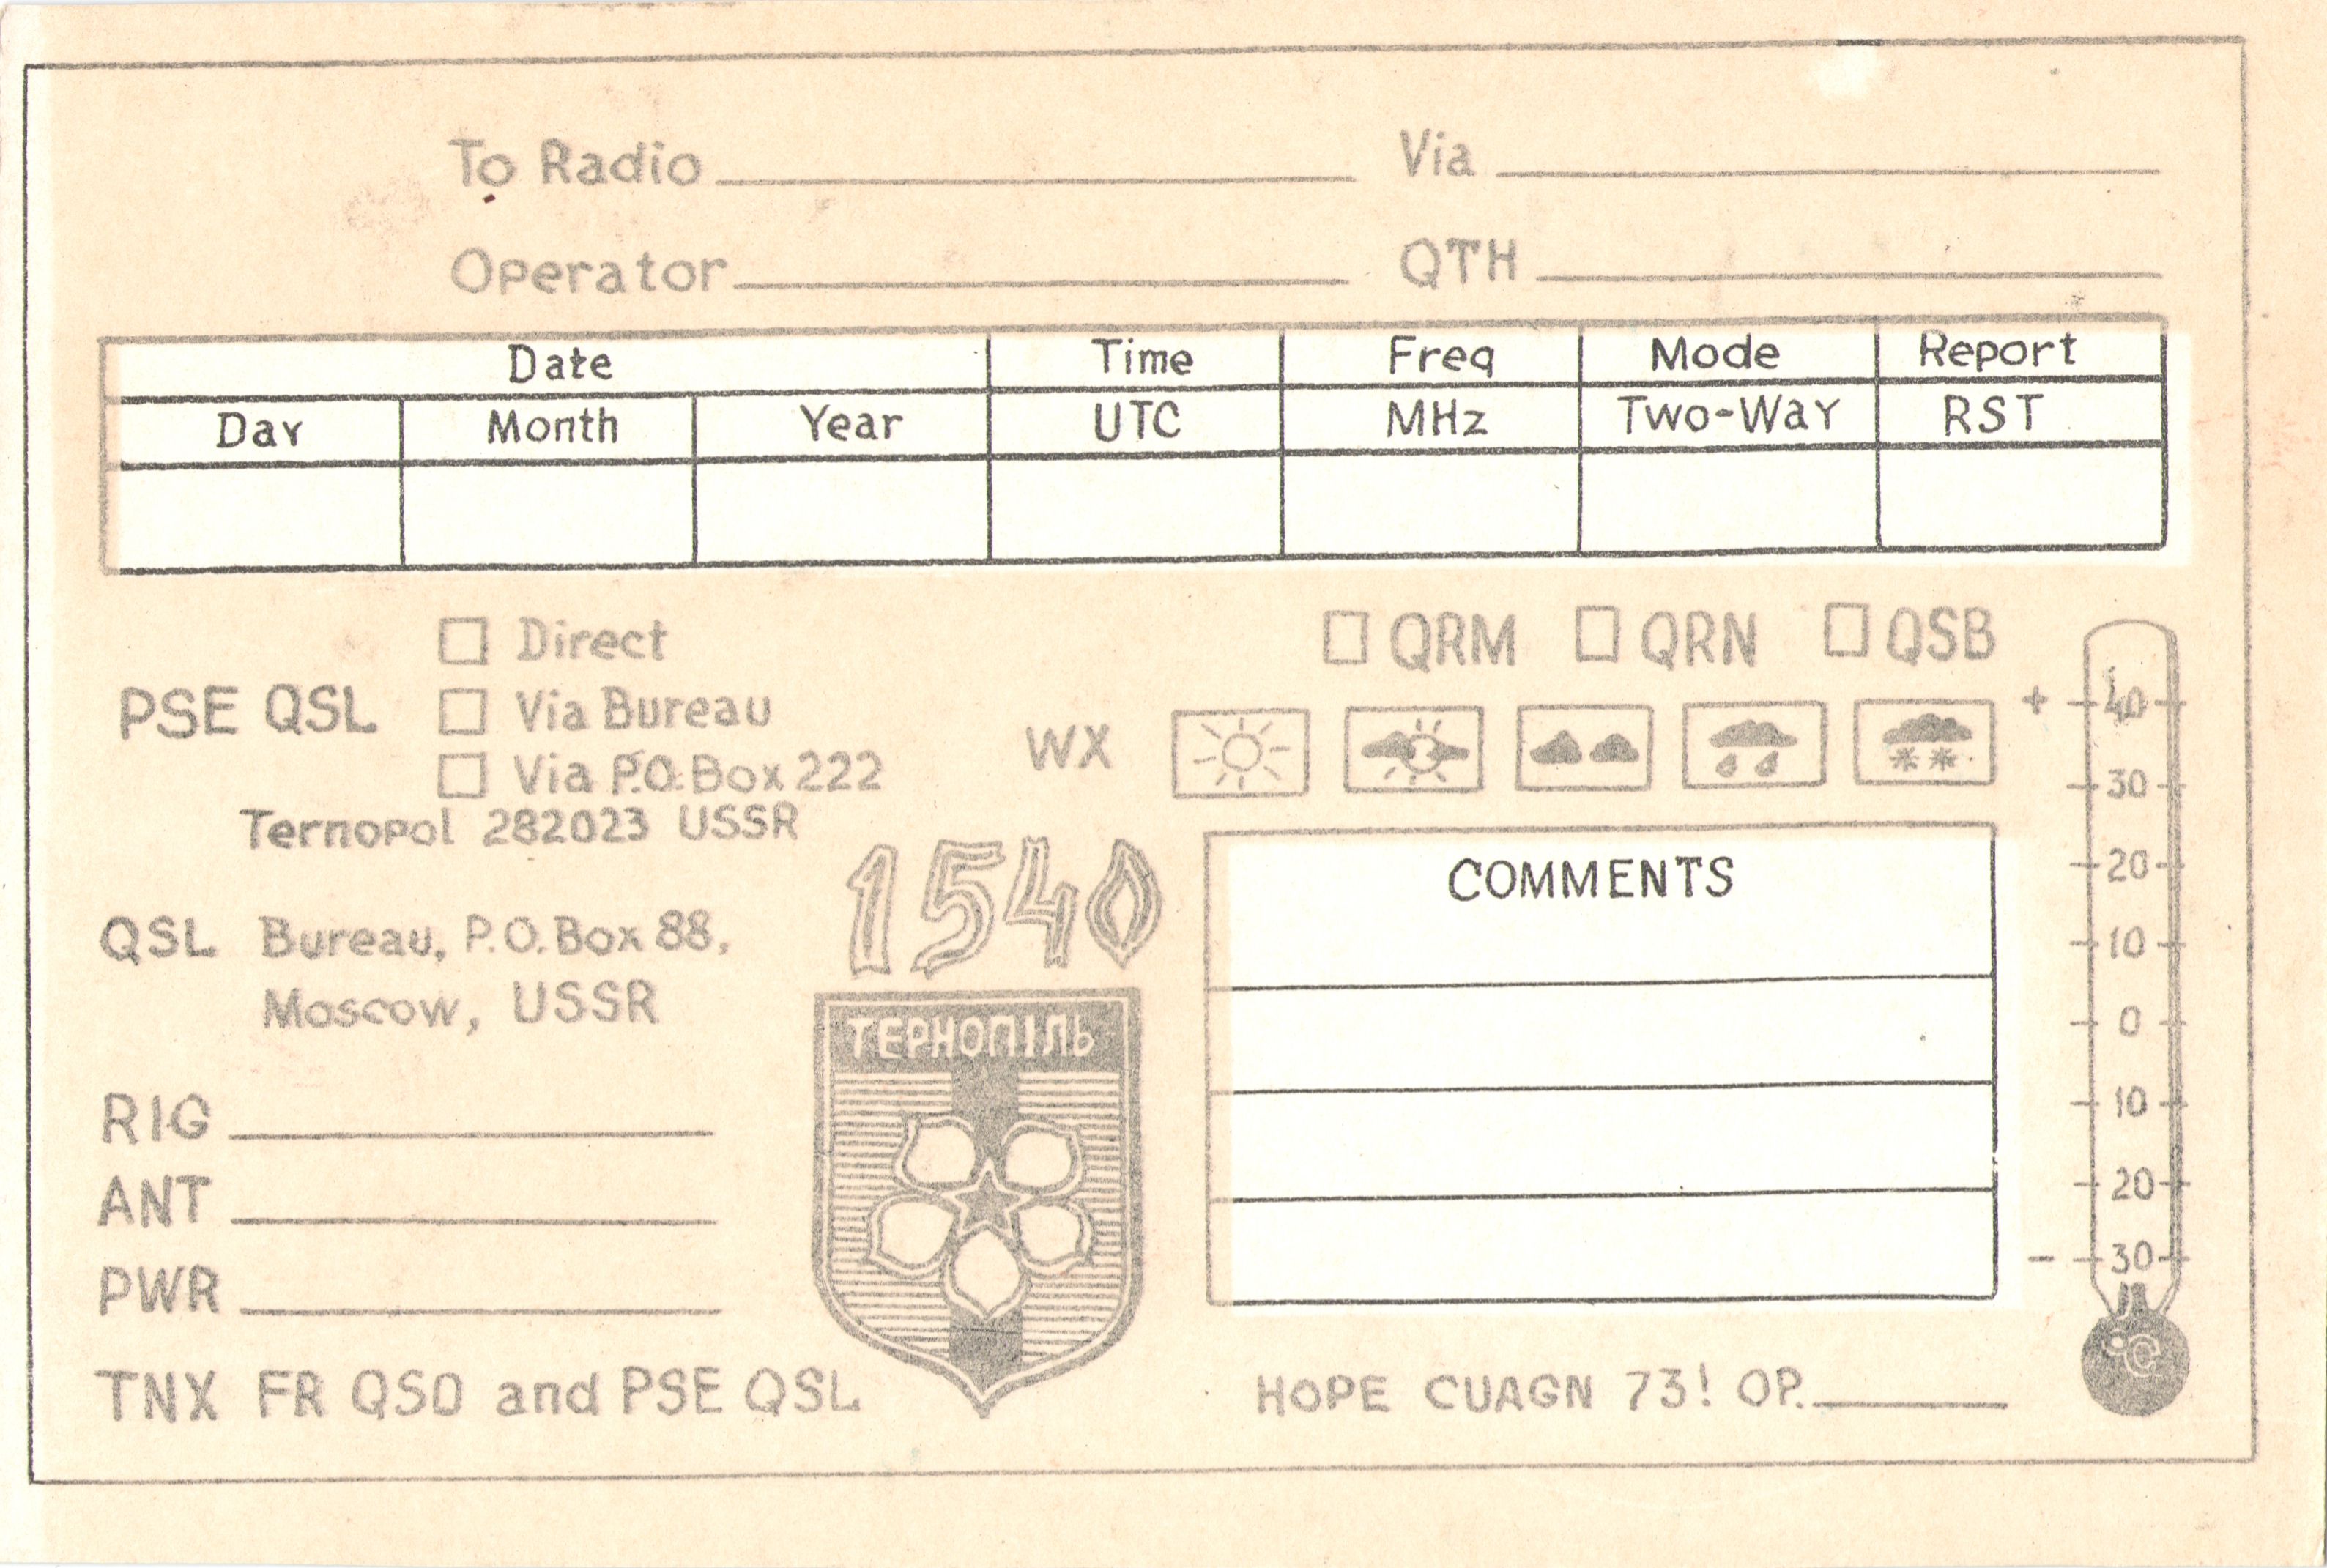 To Radio Via
Operator QTH
Date Time Freq Mode Report
Day Month Year UTC MHz Two-Way RST
Direct
PSE QSL Via Bureau
Via P.O.Box 222
Ternopol 282023 USSR
QRM QRN QSB
WX
+ 40
30
20
10
0
10
20
- 30
°C
1540
ТЕРНОПІЛЬ
COMMENTS
QSL Bureau, P.O.Box 88,
Moscow, USSR
RIG
ANT
PWR
TNX FR QSO and PSE QSL
HOPE CUAGN 73! OP.